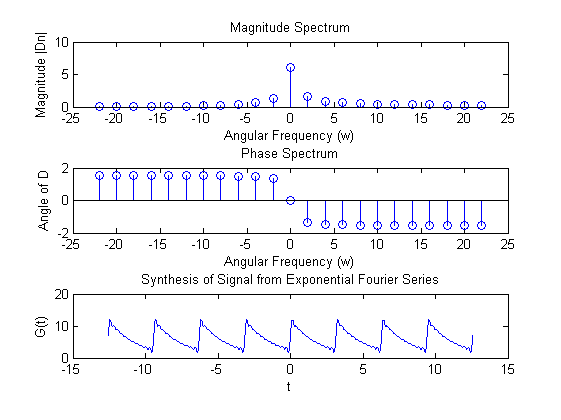 Magnitude Spectrum
Magnitude |Dn|
10
5
0
-25 -20 -15 -10 -5 0 5 10 15 20 25
Angular Frequency (w)
Phase Spectrum
Angle of D
2
0
-2
-25 -20 -15 -10 -5 0 5 10 15 20 25
Angular Frequency (w)
Synthesis of Signal from Exponential Fourier Series
G(t)
20
10
0
-15 -10 -5 0 5 10 15
t